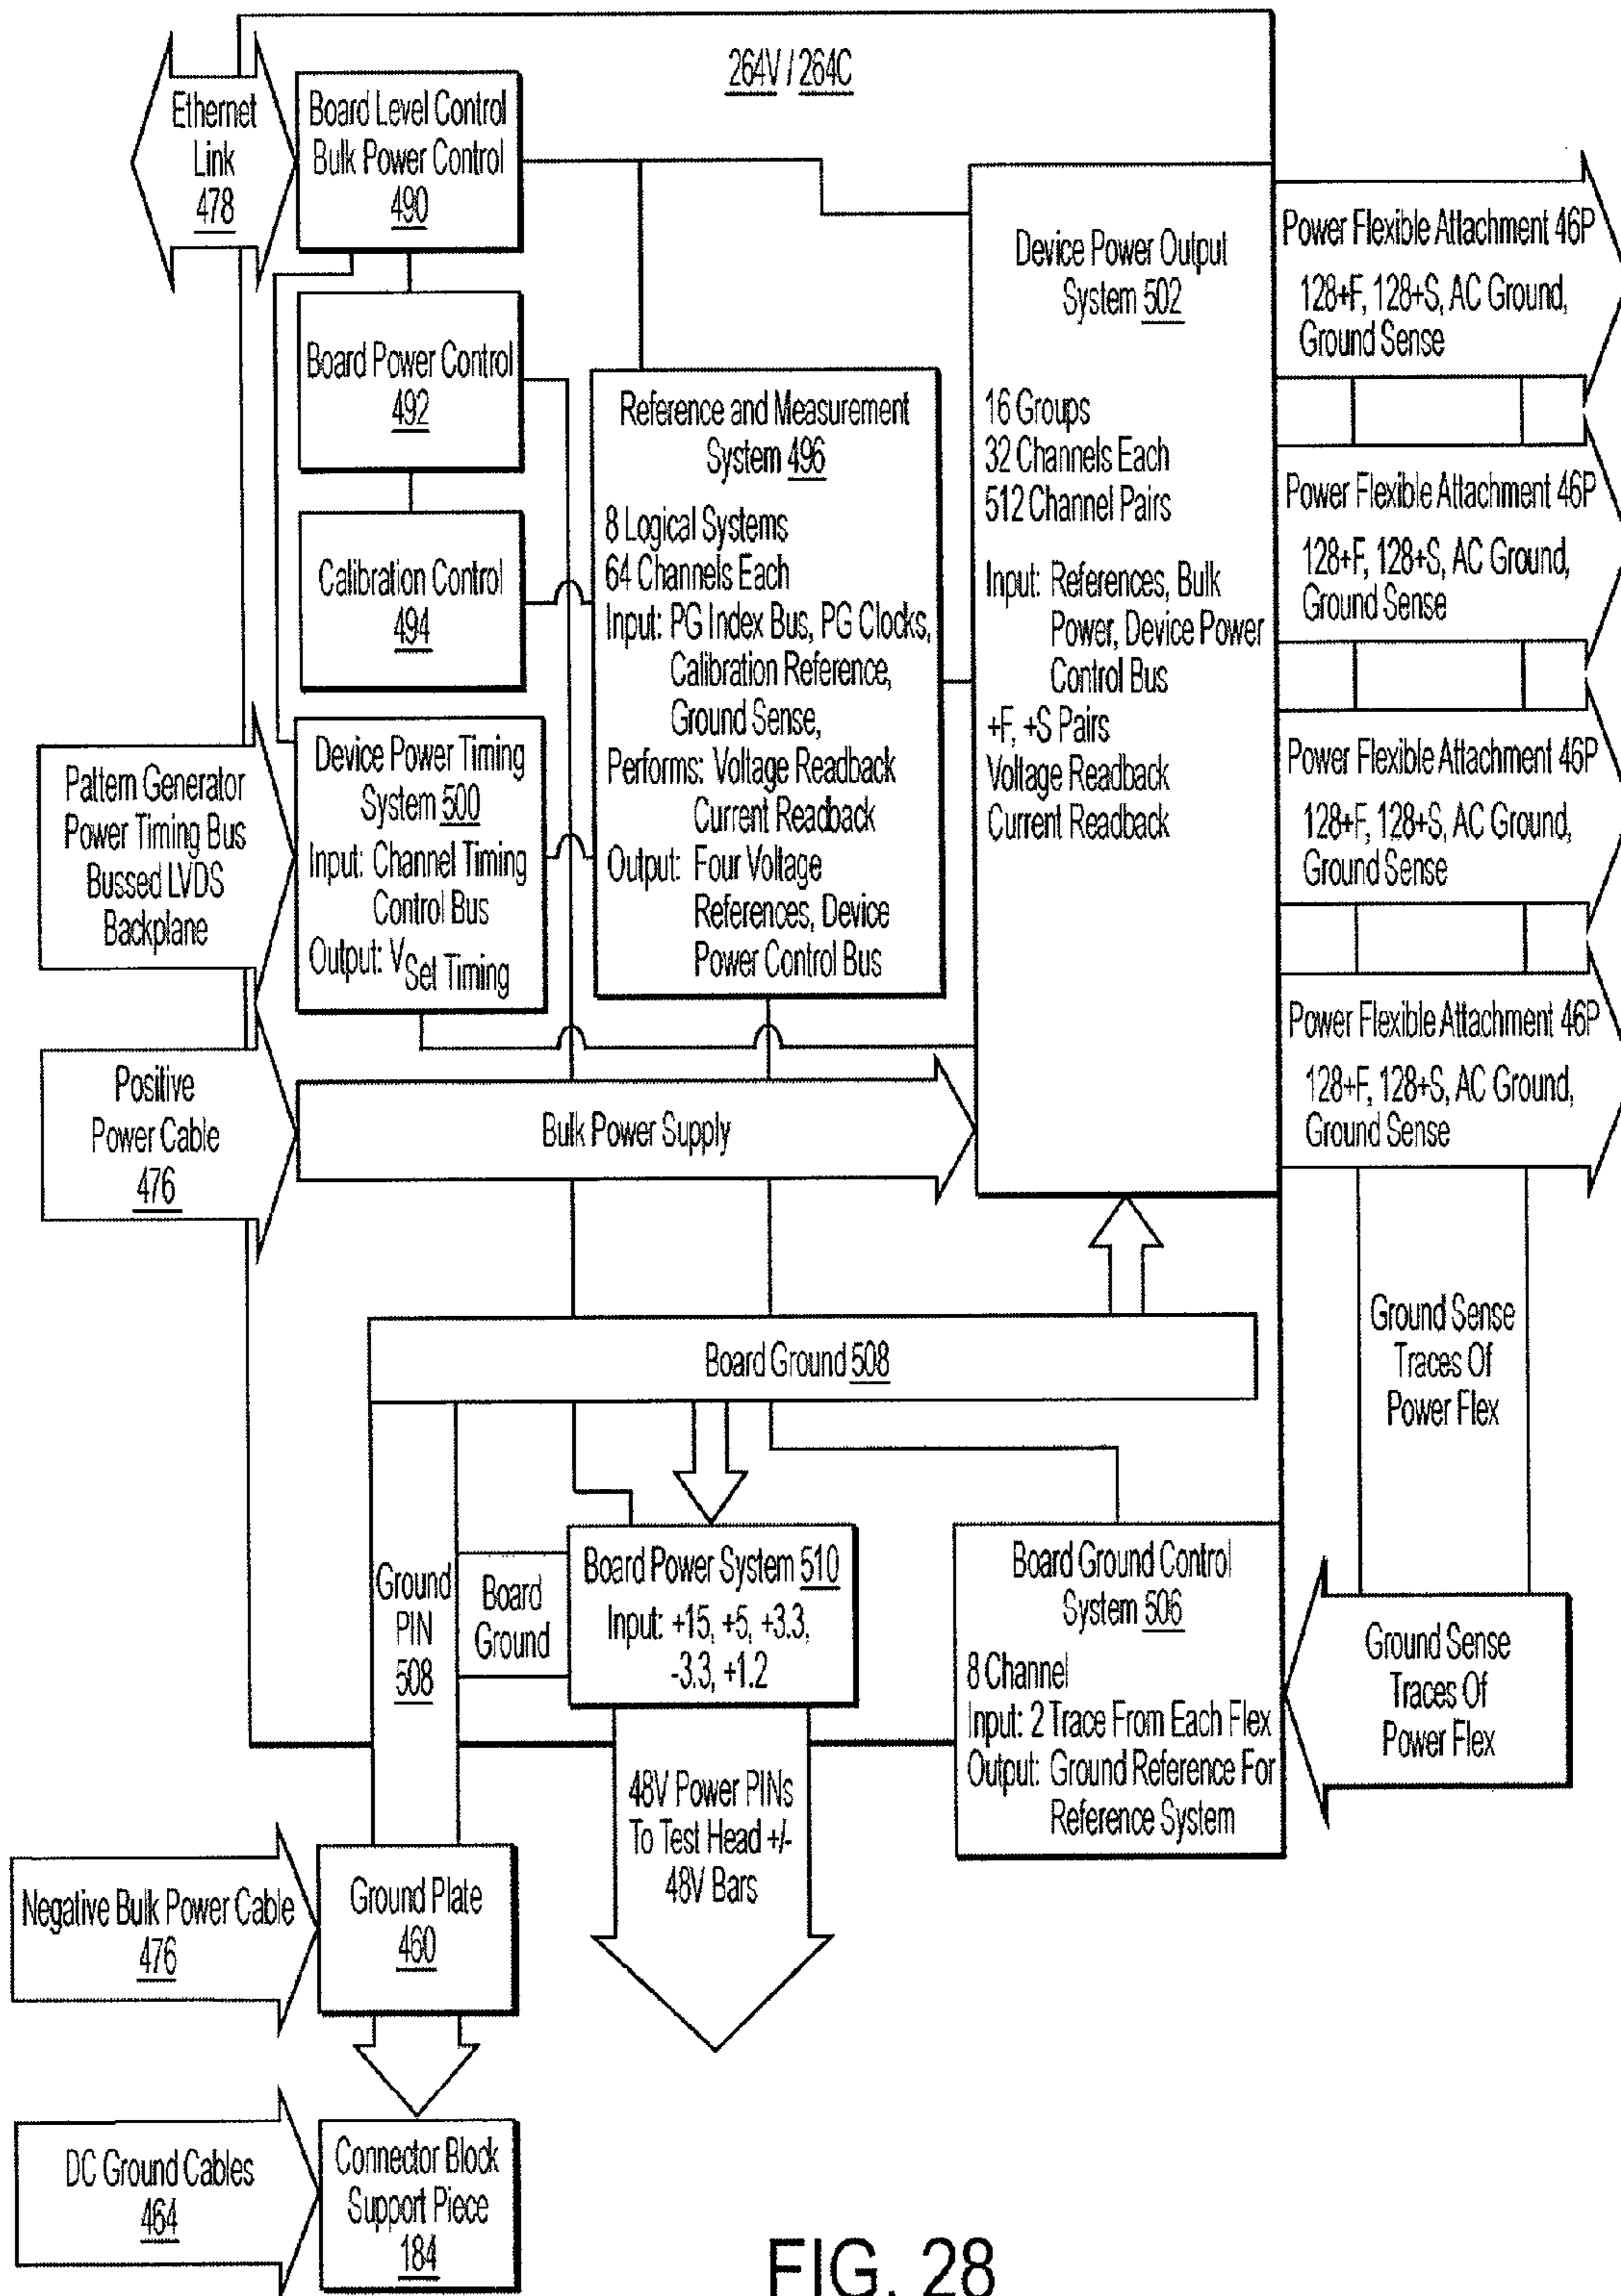 264V / 264C
Ethernet
Link
478
Board Level Control
Bulk Power Control
490
Board Power Control
492
Calibration Control
494
Pattern Generator
Power Timing Bus
Bussed LVDS
Backplane
Device Power Timing
System 500
Input: Channel Timing
Control Bus
Output: VSet Timing
Reference and Measurement
System 496
8 Logical Systems
64 Channels Each
Input: PG Index Bus, PG Clocks,
Calibration Reference,
Ground Sense,
Performs: Voltage Readback
Current Readback
Output: Four Voltage
References, Device
Power Control Bus
Device Power Output
System 502
16 Groups
32 Channels Each
512 Channel Pairs
Input: References, Bulk
Power, Device Power
Control Bus
+F, +S Pairs
Voltage Readback
Current Readback
Power Flexible Attachment 46P
128+F, 128+S, AC Ground,
Ground Sense
Power Flexible Attachment 46P
128+F, 128+S, AC Ground,
Ground Sense
Power Flexible Attachment 46P
128+F, 128+S, AC Ground,
Ground Sense
Power Flexible Attachment 46P
128+F, 128+S, AC Ground,
Ground Sense
Positive
Power Cable
476
Bulk Power Supply
Board Ground 508
Ground Sense
Traces Of
Power Flex
Ground
PIN
508
Board
Ground
Board Power System 510
Input: +15, +5, +3.3,
-3.3, +1.2
Board Ground Control
System 506
8 Channel
Input: 2 Trace From Each Flex
Output: Ground Reference For
Reference System
Ground Sense
Traces Of
Power Flex
48V Power PINs
To Test Head +/-
48V Bars
Negative Bulk Power Cable
476
Ground Plate
460
DC Ground Cables
464
Connector Block
Support Piece
184
FIG. 28